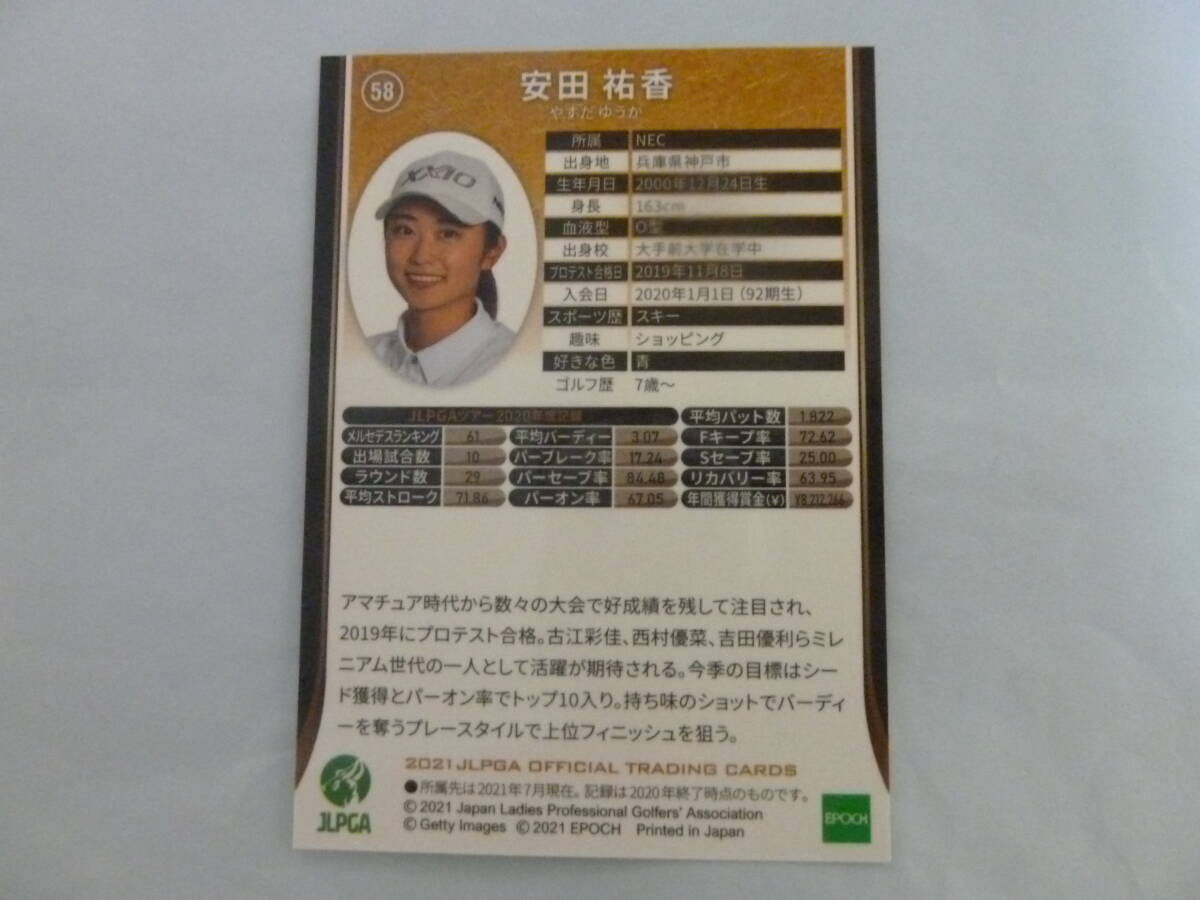 58
安田 祐香
やすだ ゆうか
XXIO
所属 NEC
出身地 兵庫県神戸市
生年月日 2000年12月24日生
身長 163cm
血液型 O型
出身校 大手前大学在学中
プロテスト合格日 2019年11月8日
入会日 2020年1月1日（92期生）
スポーツ歴 スキー
趣味 ショッピング
好きな色 青
ゴルフ歴 7歳〜
JLPGAツアー2020年度記録 平均パット数 1.822
メルセデスランキング 61 平均バーディー 3.07 Fキープ率 72.62
出場試合数 10 パーブレーク率 17.24 Sセーブ率 25.00
ラウンド数 29 パーセーブ率 84.48 リカバリー率 63.95
平均ストローク 71.86 パーオン率 67.05 年間獲得賞金(¥) ¥8,212,266
アマチュア時代から数々の大会で好成績を残して注目され、
2019年にプロテスト合格。古江彩佳、西村優菜、吉田優利らミレ
ニアム世代の一人として活躍が期待される。今季の目標はシー
ド獲得とパーオン率でトップ10入り。持ち味のショットでバーディ
ーを奪うプレースタイルで上位フィニッシュを狙う。
2021 JLPGA OFFICIAL TRADING CARDS
●所属先は2021年7月現在。記録は2020年終了時点のものです。
© 2021 Japan Ladies Professional Golfers' Association
© Getty Images © 2021 EPOCH Printed in Japan
JLPGA
EPOCH